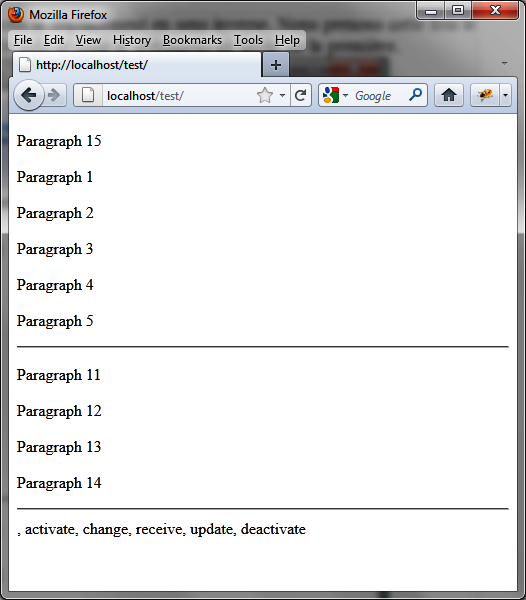 Mozilla Firefox
File Edit View History Bookmarks Tools Help
http://localhost/test/
localhost/test/ Google
Paragraph 15
Paragraph 1
Paragraph 2
Paragraph 3
Paragraph 4
Paragraph 5
Paragraph 11
Paragraph 12
Paragraph 13
Paragraph 14
, activate, change, receive, update, deactivate